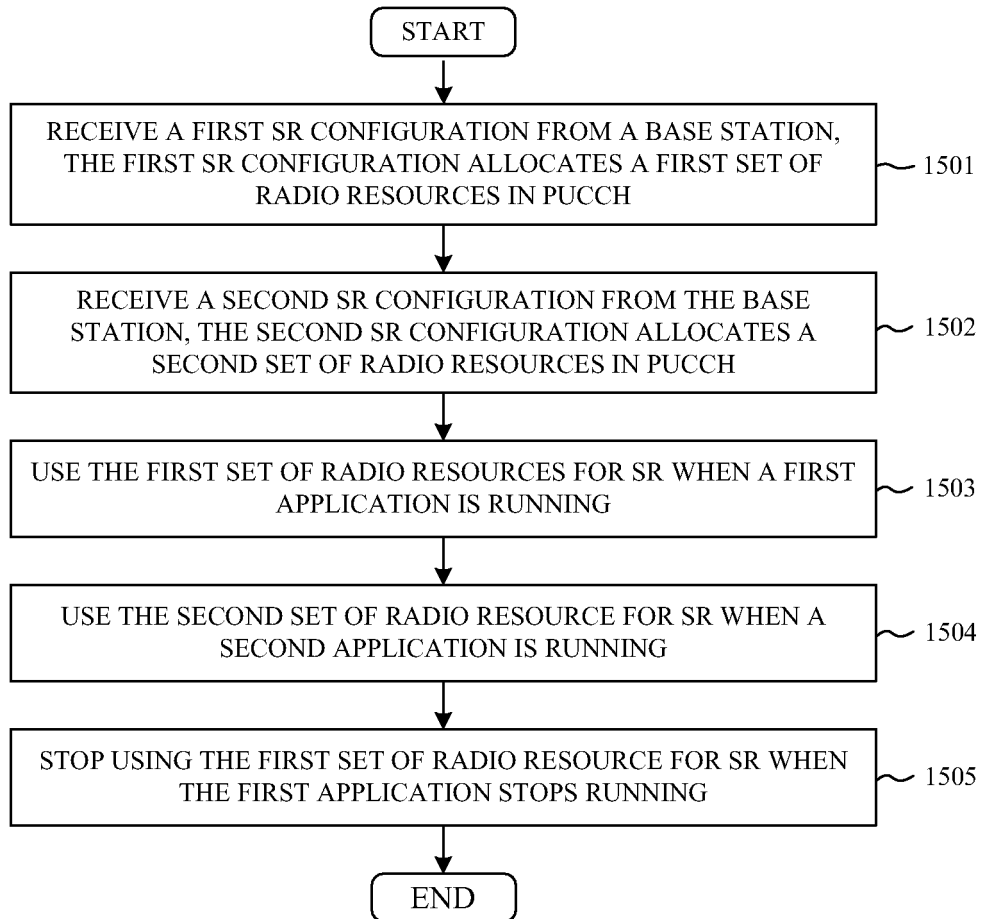 START
RECEIVE A FIRST SR CONFIGURATION FROM A BASE STATION,
THE FIRST SR CONFIGURATION ALLOCATES A FIRST SET OF
RADIO RESOURCES IN PUCCH
1501
RECEIVE A SECOND SR CONFIGURATION FROM THE BASE
STATION, THE SECOND SR CONFIGURATION ALLOCATES A
SECOND SET OF RADIO RESOURCES IN PUCCH
1502
USE THE FIRST SET OF RADIO RESOURCES FOR SR WHEN A FIRST
APPLICATION IS RUNNING
1503
USE THE SECOND SET OF RADIO RESOURCE FOR SR WHEN A
SECOND APPLICATION IS RUNNING
1504
STOP USING THE FIRST SET OF RADIO RESOURCE FOR SR WHEN
THE FIRST APPLICATION STOPS RUNNING
1505
END